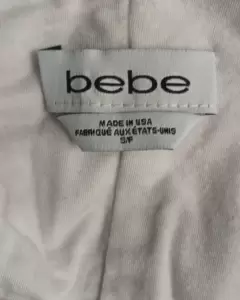 bebe
MADE IN USA
FABRIQUÉ AUX ÉTATS-UNIS
S/P